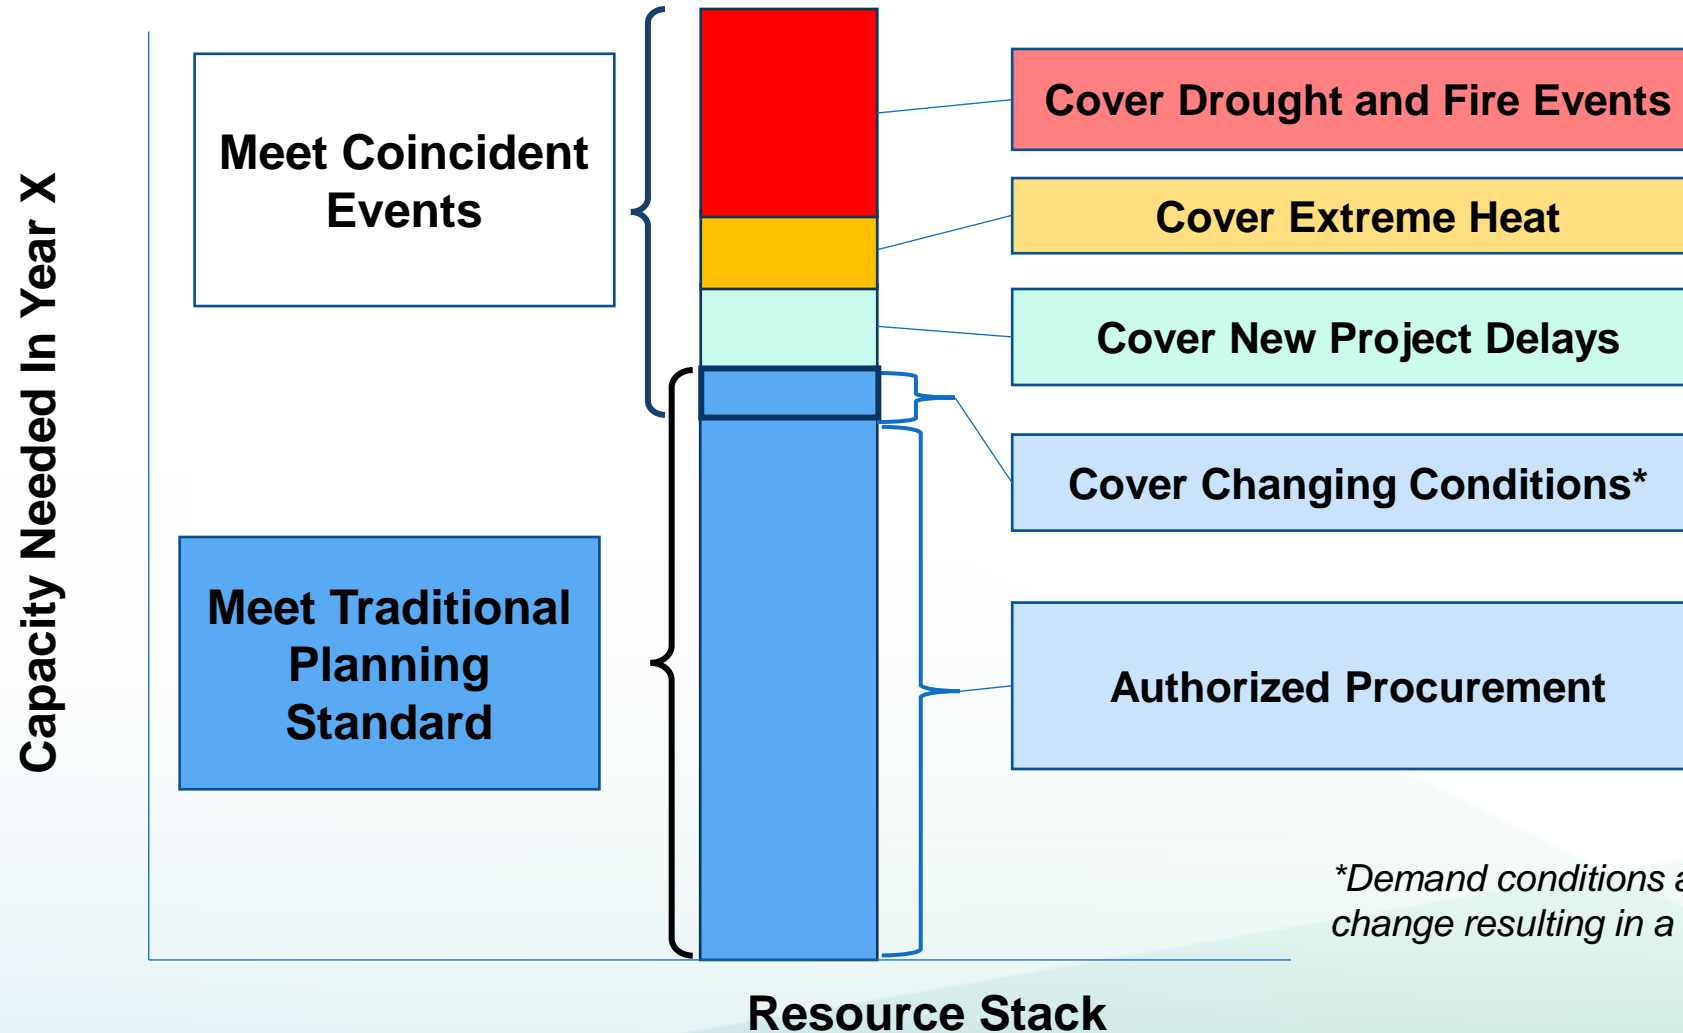 Capacity Needed In Year X
Meet Coincident
Events
Meet Traditional
Planning
Standard
Cover Drought and Fire Events
Cover Extreme Heat
Cover New Project Delays
Cover Changing Conditions*
Authorized Procurement
*Demand conditions
change resulting in a
Resource Stack